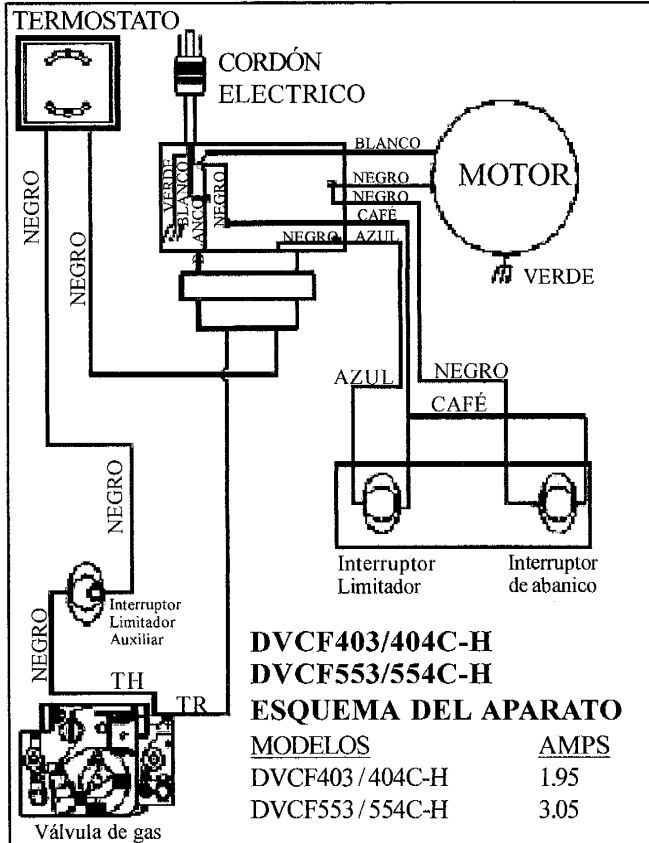 TERMOSTATO
CORDÓN
ELECTRICO
BLANCO
MOTOR
NEGRO
NEGRO
CAFÉ
NEGRO
AZUL
VERDE
BLANCO
NEGRO
VERDE
NEGRO
NEGRO
AZUL
NEGRO
CAFÉ
Interruptor
Limitador
Interruptor
de abanico
NEGRO
Interruptor
Limitador
Auxiliar
NEGRO
TH
TR
Válvula de gas
DVCF403/404C-H
DVCF553/554C-H
ESQUEMA DEL APARATO
MODELOS AMPS
DVCF403 / 404C-H 1.95
DVCF553 / 554C-H 3.05